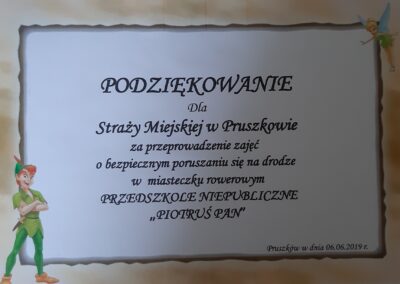 PODZIĘKOWANIE
Dla
Straży Miejskiej w Pruszkowie
za przeprowadzenie zajęć
o bezpiecznym poruszaniu się na drodze
w miasteczku rowerowym
PRZEDSZKOLE NIEPUBLICZNE
„PIOTRUŚ PAN"
Pruszków w dnia 06.06.2019 r.